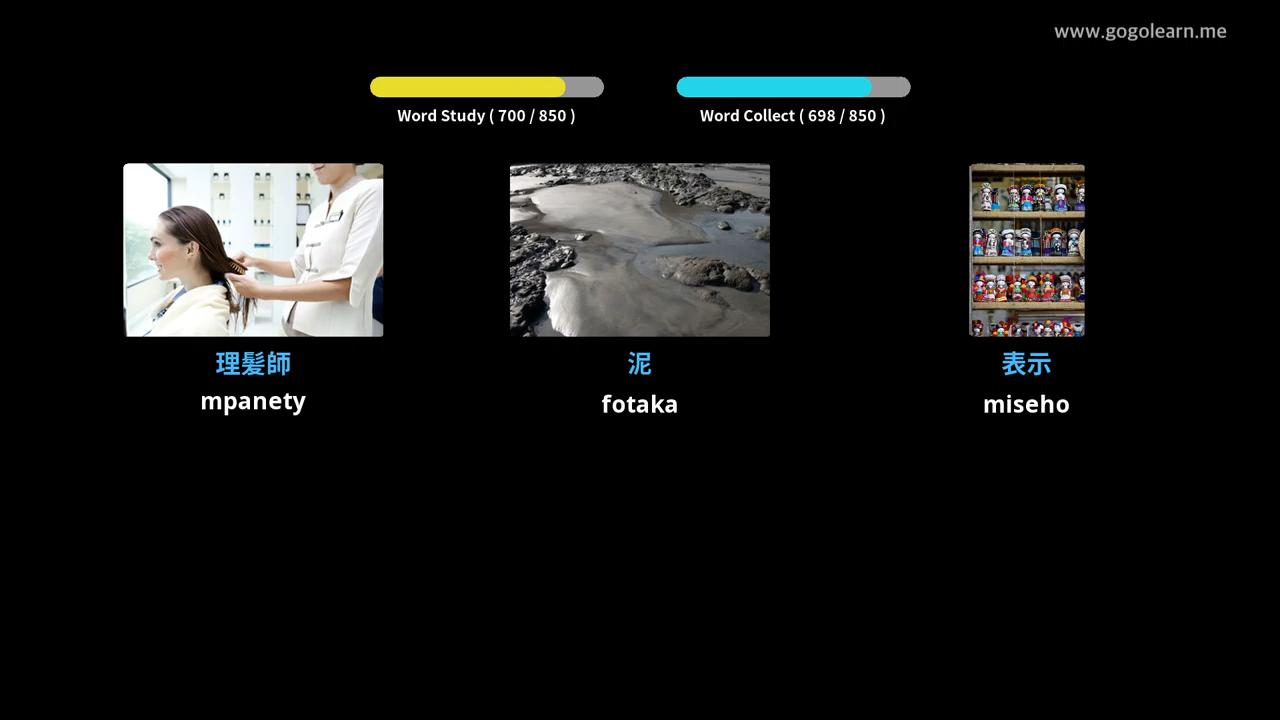 www.gogolearn.me
Word Study ( 700 / 850 )
Word Collect ( 698 / 850 )
理髪師
泥
表示
mpanety
fotaka
miseho